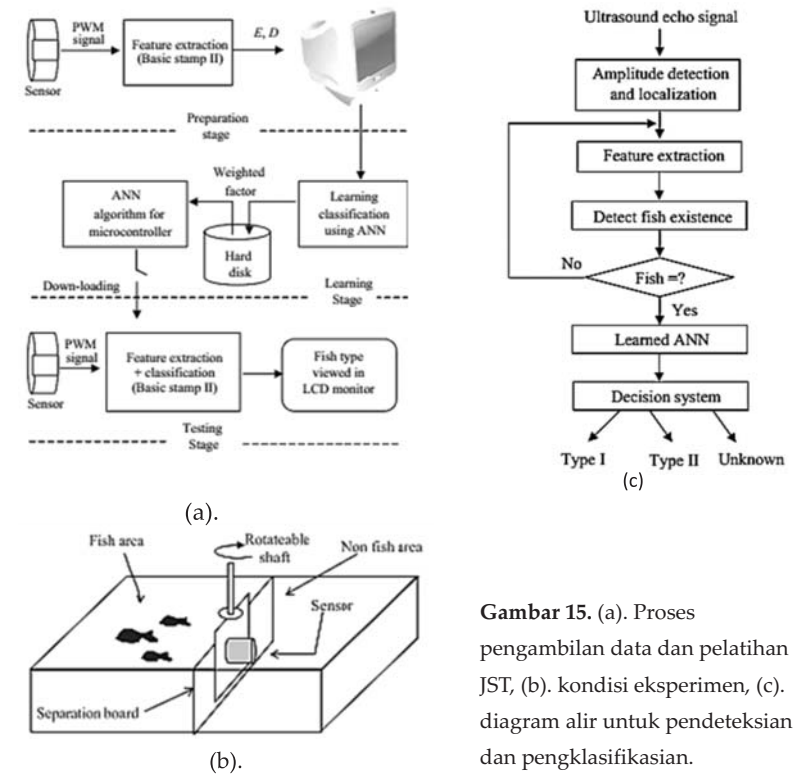 PWM
signal
Sensor
Feature extraction
(Basic stamp II)
E, D
Preparation
stage
ANN
algorithm for
microcontroller
Weighted
factor
Hard
disk
Learning
classification
using ANN
Down-loading
Learning
Stage
PWM
signal
Sensor
Feature extraction
+ classification
(Basic stamp II)
Fish type
viewed in
LCD monitor
Testing
Stage
(a).
Ultrasound echo signal
Amplitude detection
and localization
Feature extraction
Detect fish existence
No
Fish =?
Yes
Learned ANN
Decision system
Type I
Type II
Unknown
(c)
Fish area
Rotateable
shaft
Non fish area
Sensor
Separation board
(b).
Gambar 15. (a). Proses
pengambilan data dan pelatihan
JST, (b). kondisi eksperimen, (c).
diagram alir untuk pendeteksian
dan pengklasifikasian.